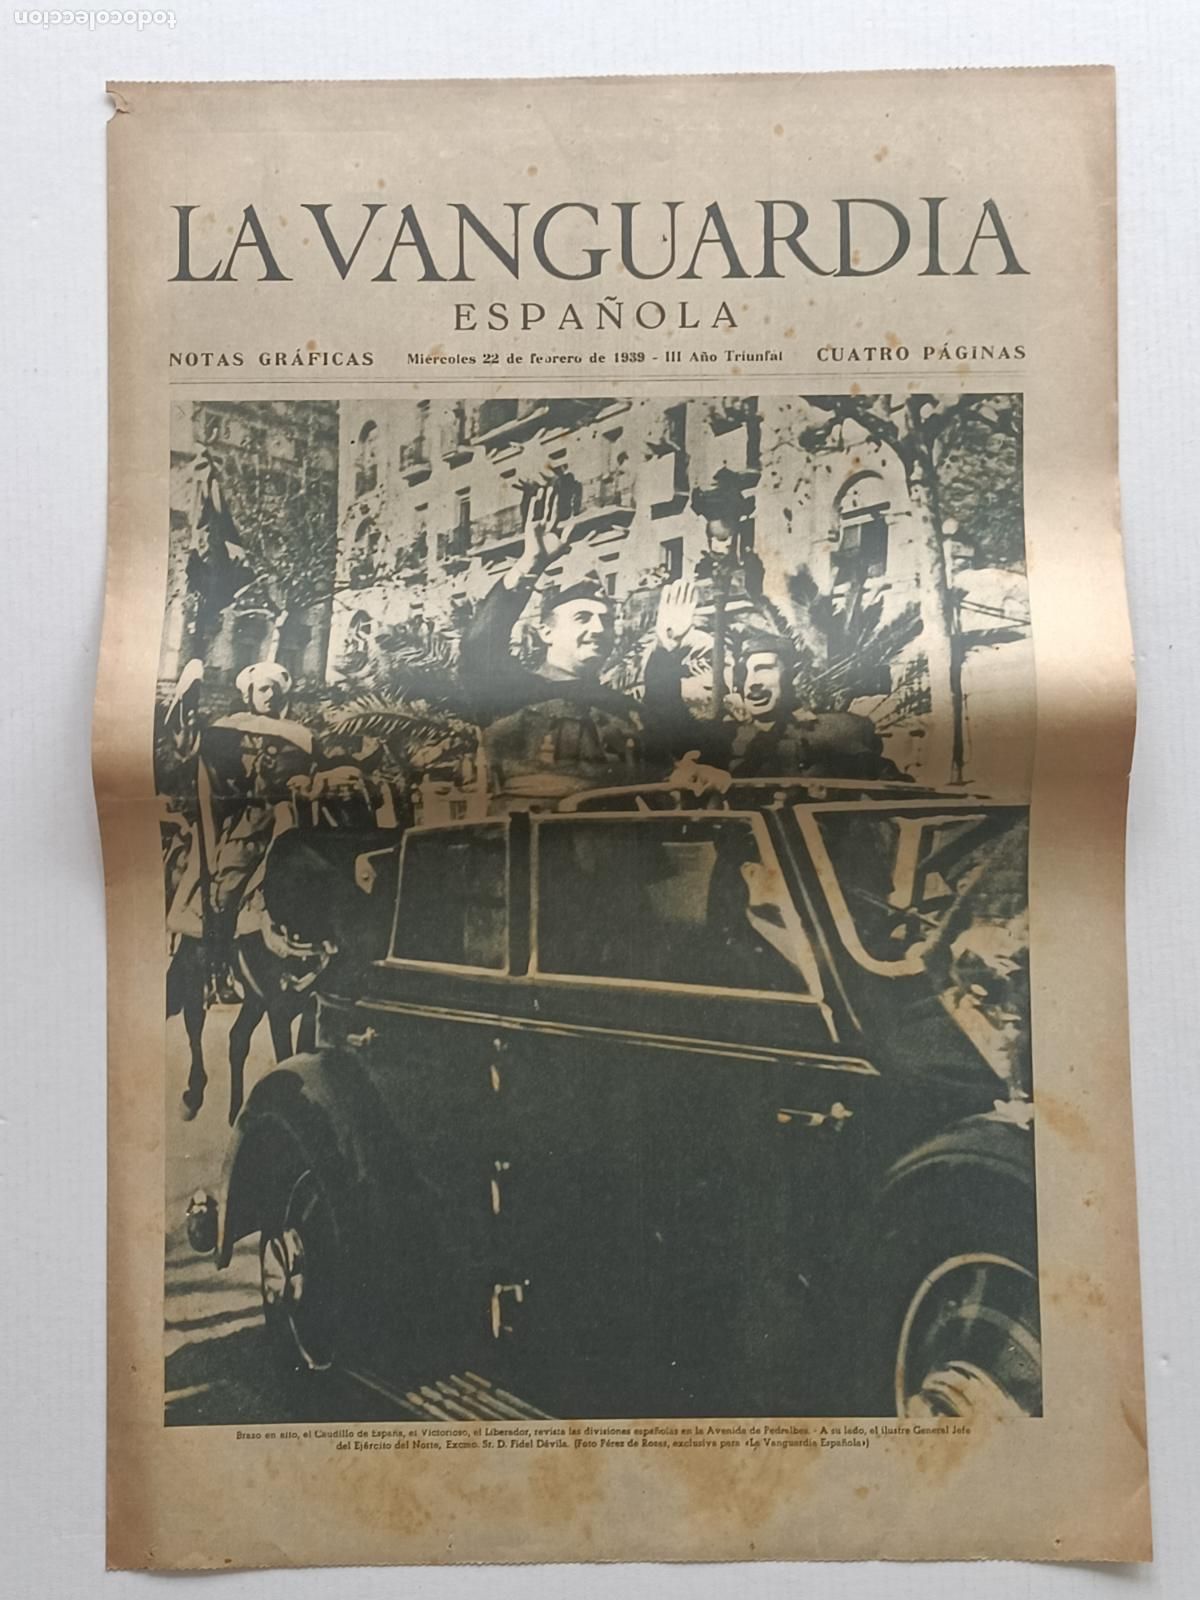 todocoleccion
LA VANGUARDIA
ESPAÑOLA
NOTAS GRÁFICAS Miércoles 22 de febrero de 1939 - III Año Triunfal CUATRO PÁGINAS
Brazo en alto, el Caudillo de España, el Victorioso, el Liberador, revista las divisiones españolas en la Avenida de Pedralbes. - A su lado, el ilustre General Jefe
del Ejército del Norte, Excmo. Sr. D. Fidel Dávila. (Foto Pérez de Rozas, exclusiva para «La Vanguardia Española»)